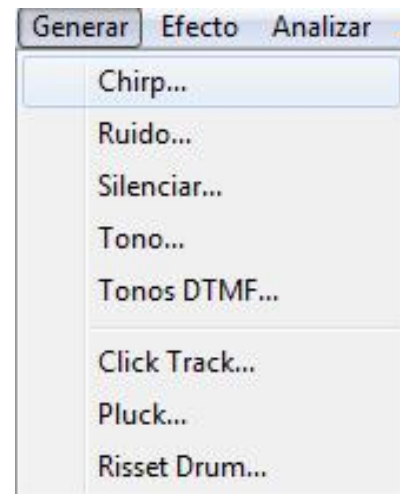 Generar Efecto Analizar
Chirp...
Ruido...
Silenciar...
Tono...
Tonos DTMF...
Click Track...
Pluck...
Risset Drum...